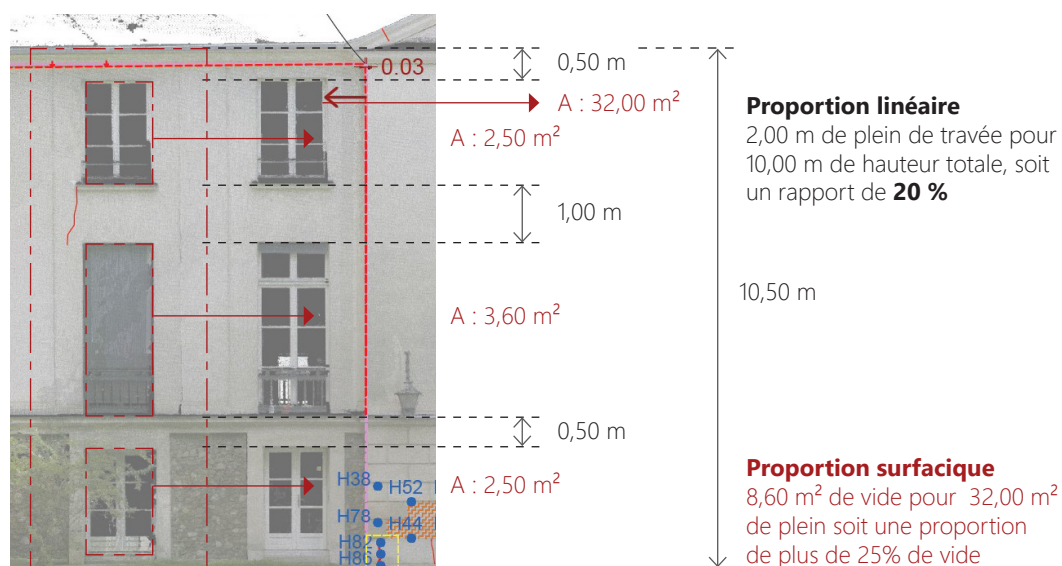 0.03
0,50 m
A : 32,00 m²
A : 2,50 m²
1,00 m
A : 3,60 m²
0,50 m
A : 2,50 m²
H38
H52
H78
H44
H82
H86
Proportion linéaire
2,00 m de plein de travée pour
10,00 m de hauteur totale, soit
un rapport de 20 %
10,50 m
Proportion surfacique
8,60 m² de vide pour 32,00 m²
de plein soit une proportion
de plus de 25% de vide